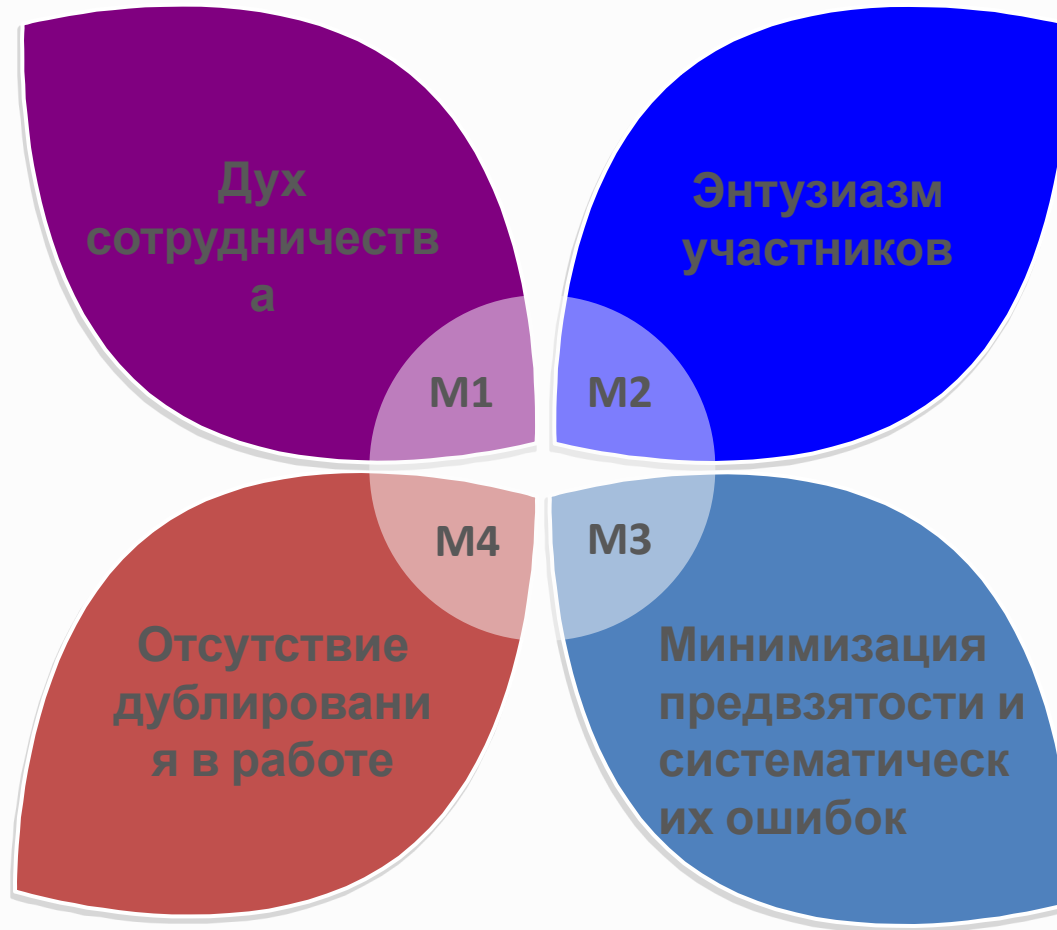 Дух
сотрудничеств
а
Энтузиазм
участников
М1
М2
М4
М3
Отсутствие
дублировани
я в работе
Минимизация
предвзятости и
систематическ
их ошибок